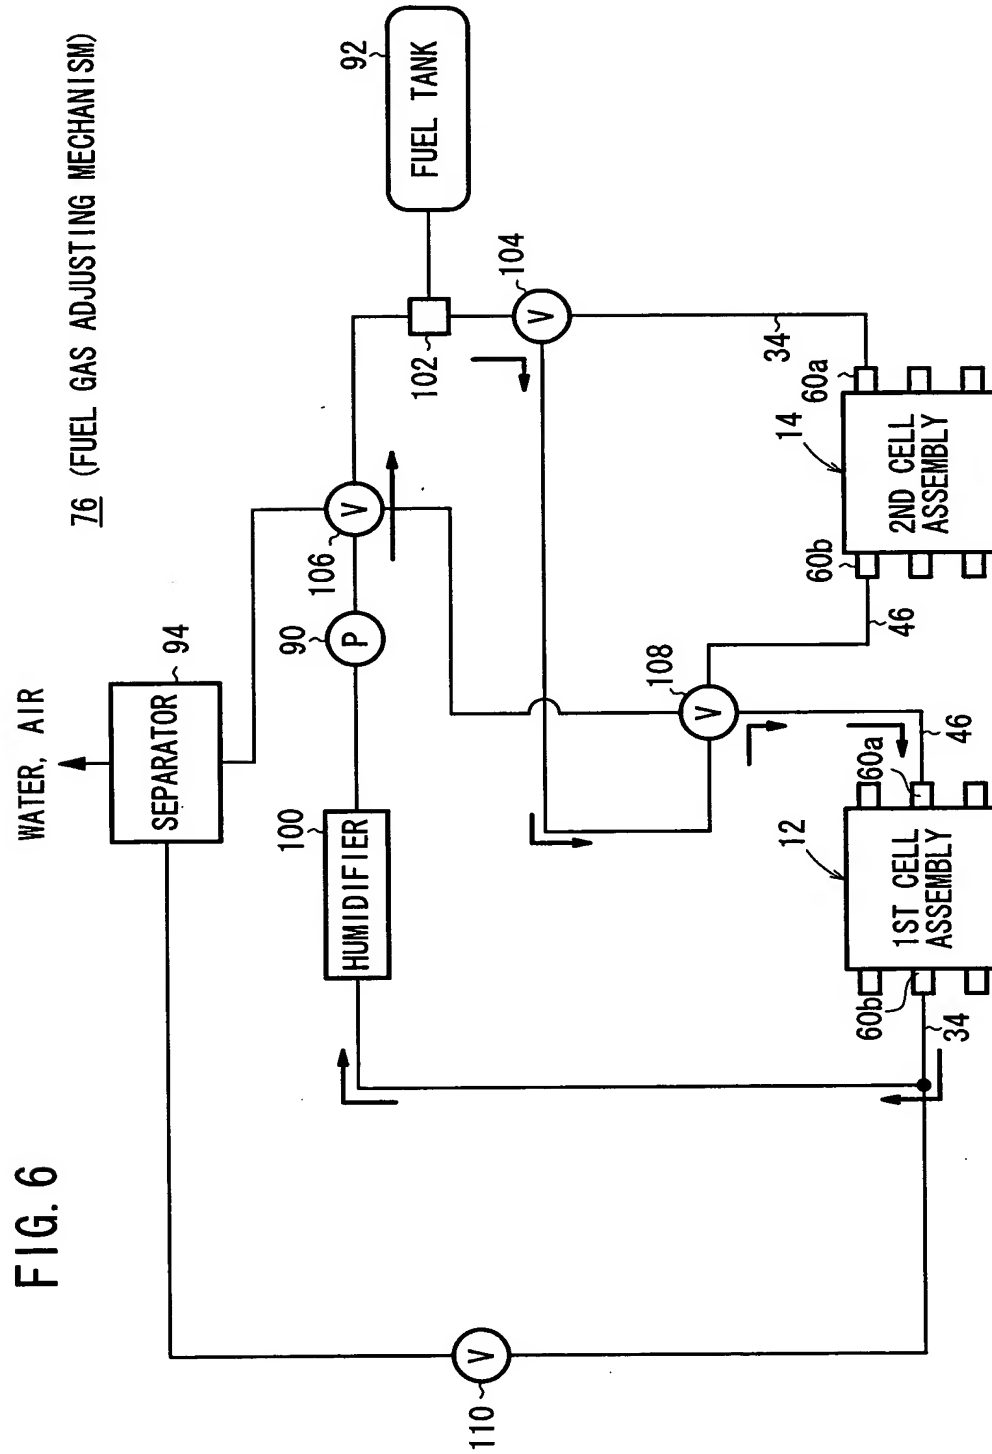 FIG. 6
76 (FUEL GAS ADJUSTING MECHANISM)
WATER, AIR
SEPARATOR
94
HUMIDIFIER
100
P
90
V
106
FUEL TANK
92
102
V
104
V
108
V
110
34
46
46
34
1ST CELL
ASSEMBLY
12
60a
60b
2ND CELL
ASSEMBLY
14
60a
60b